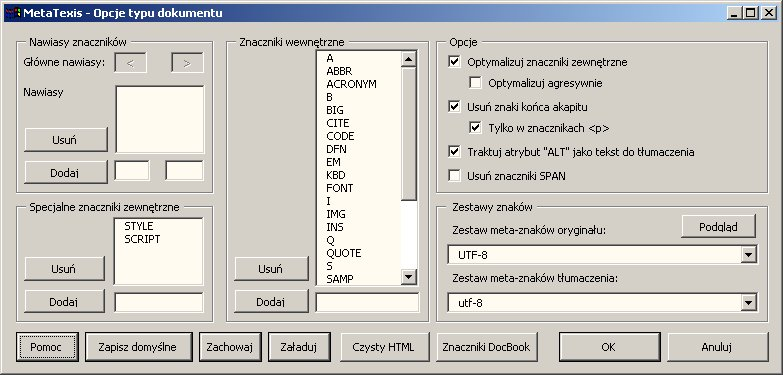 MetaTexis - Opcje typu dokumentu
Nawiasy znaczników
Główne nawiasy:
<
>
Nawiasy
Usuń
Dodaj
Specjalne znaczniki zewnętrzne
STYLE
SCRIPT
Usuń
Dodaj
Znaczniki wewnętrzne
A
ABBR
ACRONYM
B
BIG
CITE
CODE
DFN
EM
KBD
FONT
I
IMG
INS
Q
QUOTE
S
SAMP
Usuń
Dodaj
Opcje
Optymalizuj znaczniki zewnętrzne
Optymalizuj agresywnie
Usuń znaki końca akapitu
Tylko w znacznikach <p>
Traktuj atrybut "ALT" jako tekst do tłumaczenia
Usuń znaczniki SPAN
Zestawy znaków
Zestaw meta-znaków oryginału:
Podgląd
UTF-8
Zestaw meta-znaków tłumaczenia:
utf-8
Pomoc
Zapisz domyślne
Zachowaj
Załaduj
Czysty HTML
Znaczniki DocBook
OK
Anuluj